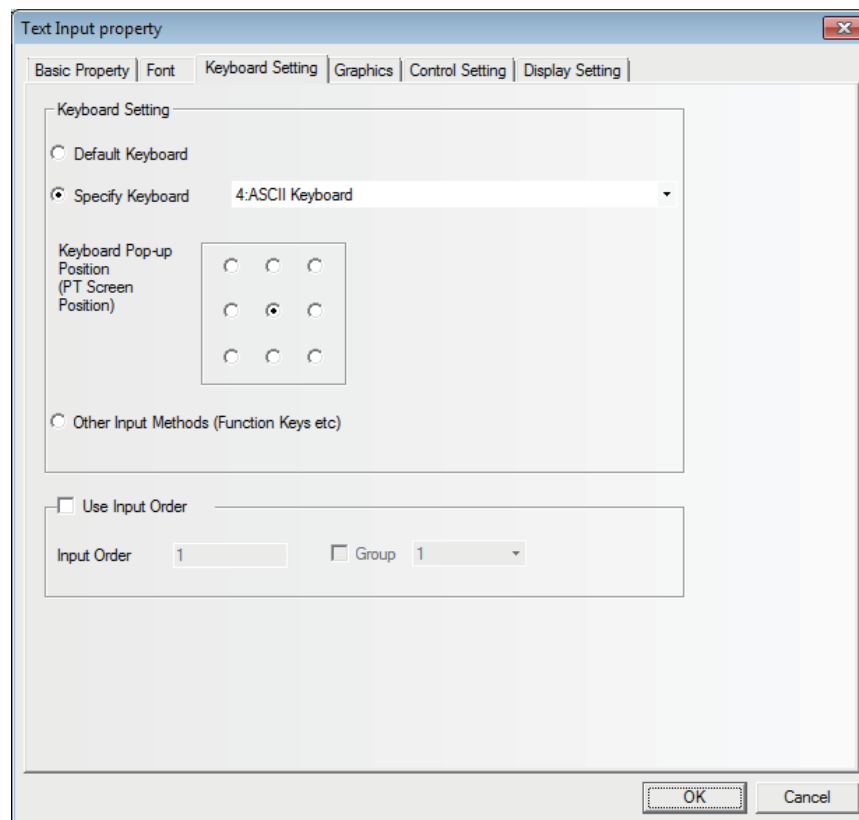 Text Input property
Basic Property Font Keyboard Setting Graphics Control Setting Display Setting
Keyboard Setting
Default Keyboard
Specify Keyboard 4:ASCII Keyboard
Keyboard Pop-up
Position
(PT Screen
Position)
Other Input Methods (Function Keys etc)
Use Input Order
Input Order 1 Group 1
OK Cancel